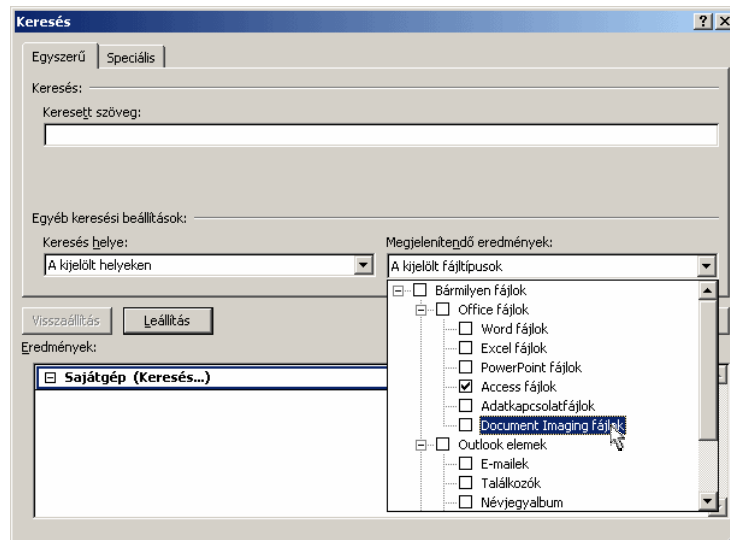 Keresés
Egyszerű Speciális
Keresés:
Keresett szöveg:
Egyéb keresési beállítások:
Keresés helye: Megjelenítendő eredmények:
A kijelölt helyeken A kijelölt fájltípusok
Bármilyen fájlok
Office fájlok
Visszaállítás Leállítás
Word fájlok
Excel fájlok
Eredmények:
PowerPoint fájlok
Sajátgép (Keresés...)
Access fájlok
Adatkapcsolatfájlok
Document Imaging fájlok
Outlook elemek
E-mailek
Találkozók
Névjegyalbum